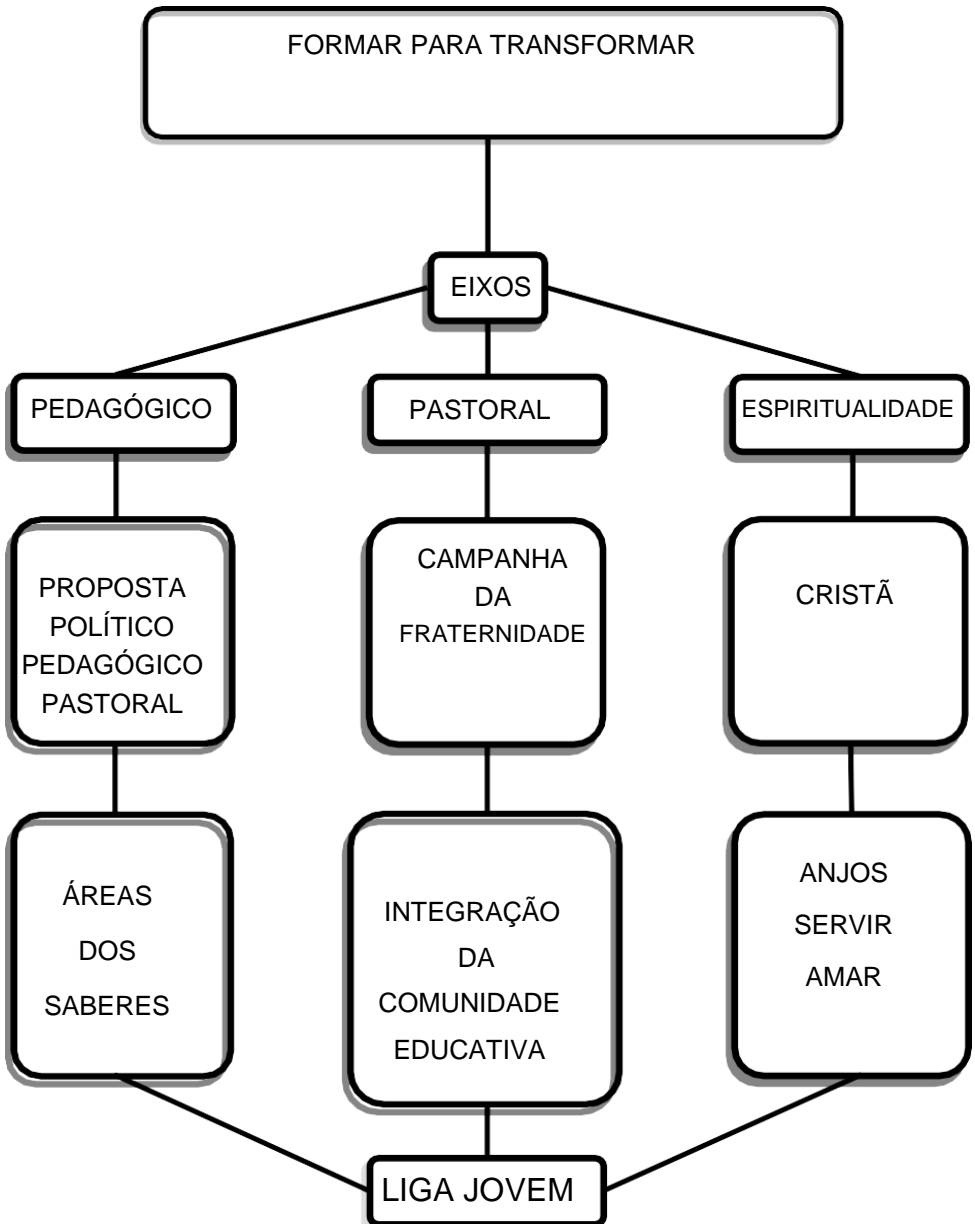 FORMAR PARA TRANSFORMAR
EIXOS
PEDAGÓGICO
PASTORAL
ESPIRITUALIDADE
PROPOSTA
POLÍTICO
PEDAGÓGICO
PASTORAL
CAMPANHA
DA
FRATERNIDADE
CRISTÃ
ÁREAS
DOS
SABERES
INTEGRAÇÃO
DA
COMUNIDADE
EDUCATIVA
ANJOS
SERVIR
AMAR
LIGA JOVEM